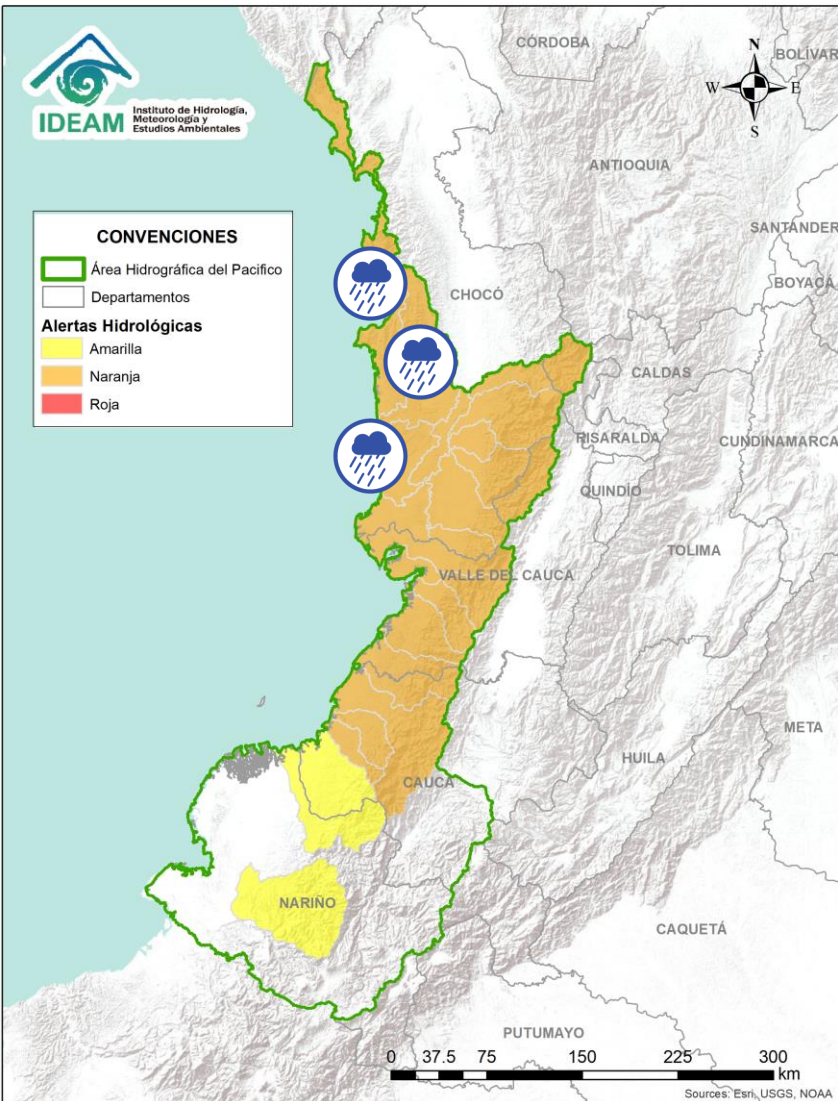 IDEAM
Instituto de Hidrología,
Meteorología y
Estudios Ambientales
N
W
E
S
CÓRDOBA
BOLÍVAR
ANTIOQUIA
SANTANDER
BOYACÁ
CONVENCIONES
Área Hidrográfica del Pacifico
Departamentos
Alertas Hidrológicas
Amarilla
Naranja
Roja
CHOCÓ
CALDAS
RISARALDA
CUNDINAMARCA
QUINDÍO
TOLIMA
VALLE DEL CAUCA
META
HUILA
CAUCA
NARIÑO
CAQUETÁ
PUTUMAYO
0 37.5 75 150 225 300
km
Sources: Esri, USGS, NOAA